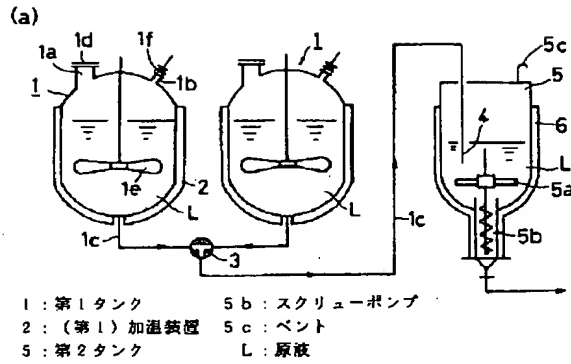 (a)
1d
1a
1f
1
1b
1
1e
2
L
L
1c
3
1c
4
5c
5
6
L
5a
5b
1:第1タンク 5b:スクリューポンプ
2:(第1)加温装置 5c:ベント
5:第2タンク L:原液